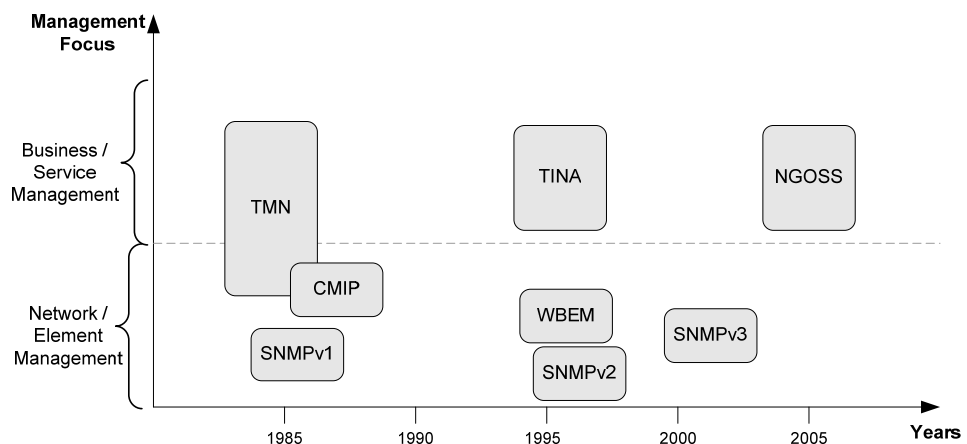 Management
Focus
Business /
Service
Management
TMN
TINA
NGOSS
CMIP
Network /
Element
Management
WBEM
SNMPv1
SNMPv2
SNMPv3
1985
1990
1995
2000
2005
Years